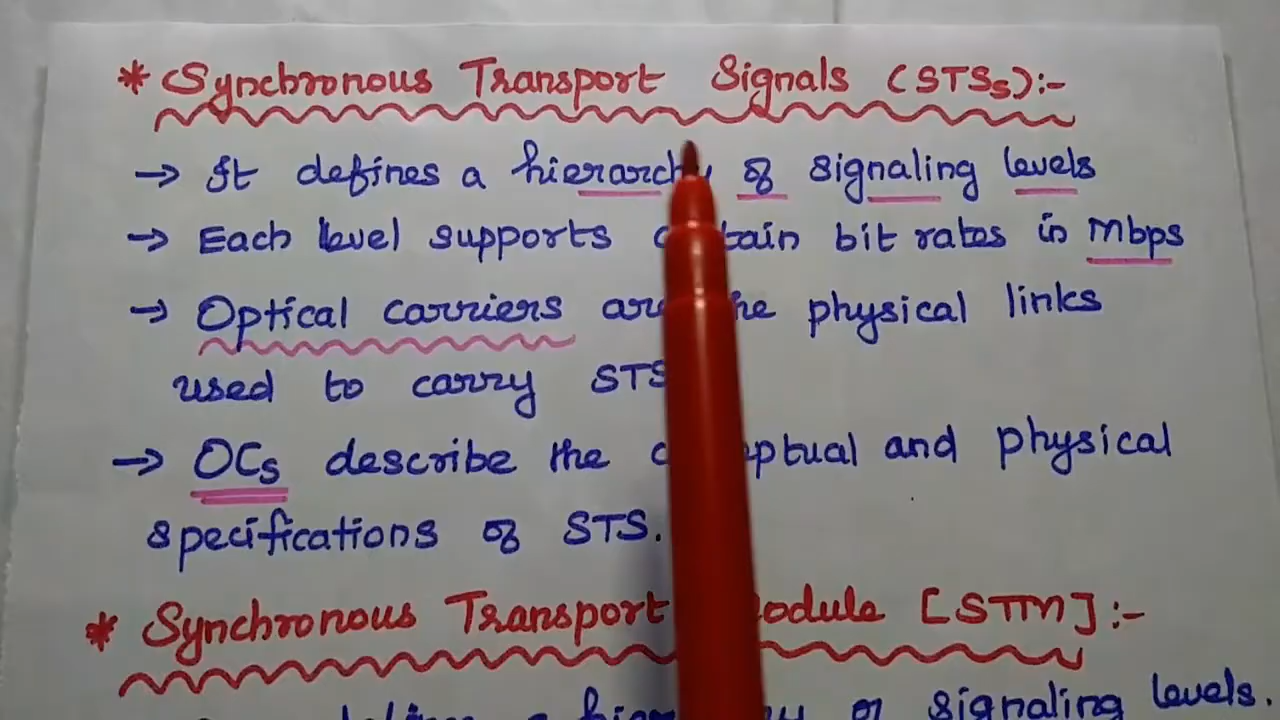 * Synchronous Transport Signals (STSs):-
→ It defines a hierarchy of signaling levels
→ Each level supports bit rates in Mbps
→ Optical carriers are physical links
used to carry STS
→ OCs describe the and physical
specifications of STS.
* Synchronous Transport [STM]:-
signaling levels.